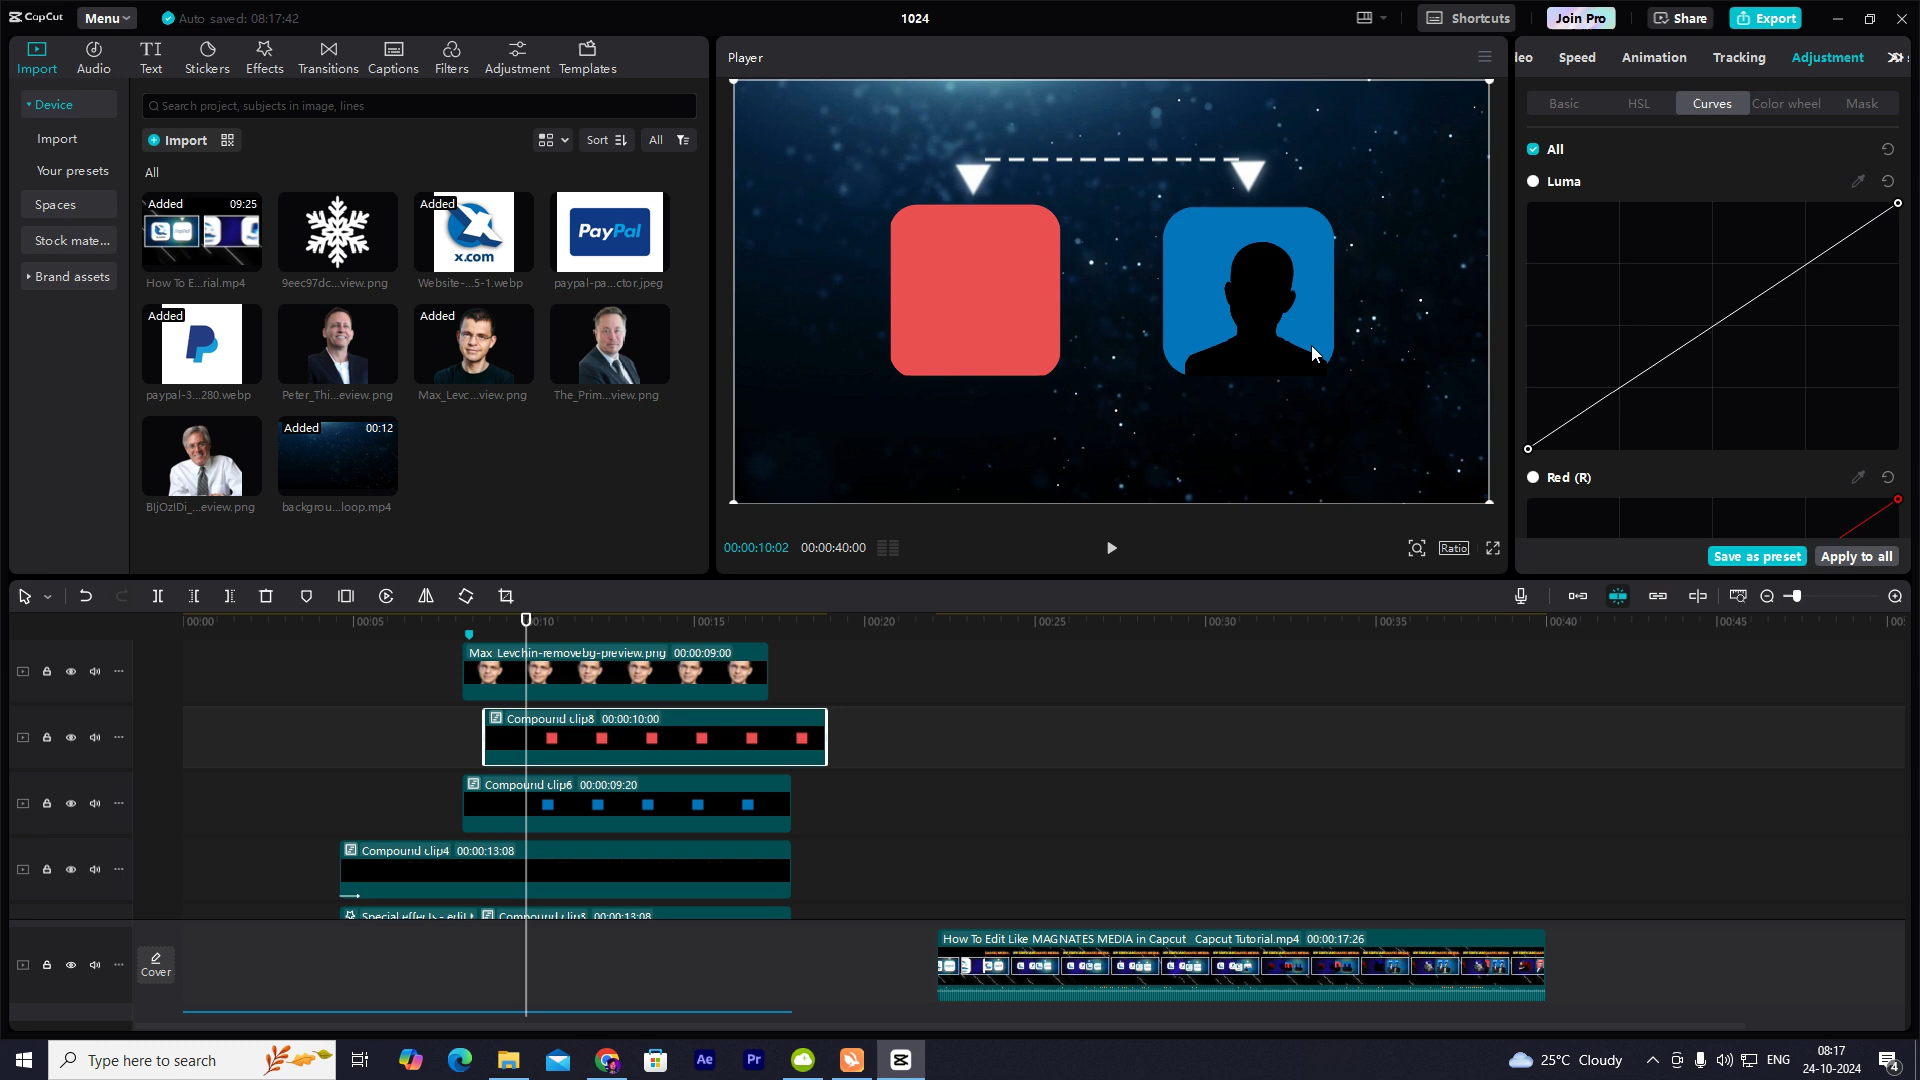 CapCut
Menu
Auto saved: 08:17:42
1024
Shortcuts
Join Pro
Share
Export
Import
Audio
TI
Text
Stickers
Effects
Transitions
Captions
Filters
Adjustment
Templates
Device
Import
Your presets
Spaces
Stock mate...
Brand assets
Search project, subjects in image, lines
Import
Sort
All
All
Added 09:25
How To E...rial.mp4
9eec97dc...view.png
Added
x.com
Website-...5-1.webp
PayPal
paypal-pa...ctor.jpeg
Added
paypal-3...280.webp
Peter_Thi...eview.png
Added
Max_Levc...view.png
The_Prim...view.png
BIjOzIDi_...eview.png
Added 00:12
backgrou...loop.mp4
Player
00:00:10:02 00:00:40:00
Ratio
deo
Speed
Animation
Tracking
Adjustment
Basic
HSL
Curves
Color wheel
Mask
All
Luma
Red (R)
Save as preset
Apply to all
00:00
00:05
00:10
00:15
00:20
00:25
00:30
00:35
00:40
00:45
Max_Levchin-removebg-preview.png 00:00:09:00
Compound clip8 00:00:10:00
Compound clip6 00:00:09:20
Compound clip4 00:00:13:08
Compound clip5 00:00:13:08
Cover
How To Edit Like MAGNATES MEDIA in Capcut Capcut Tutorial.mp4 00:00:17:26
Type here to search
Ae
Pr
25°C Cloudy
ENG
08:17
24-10-2024
4